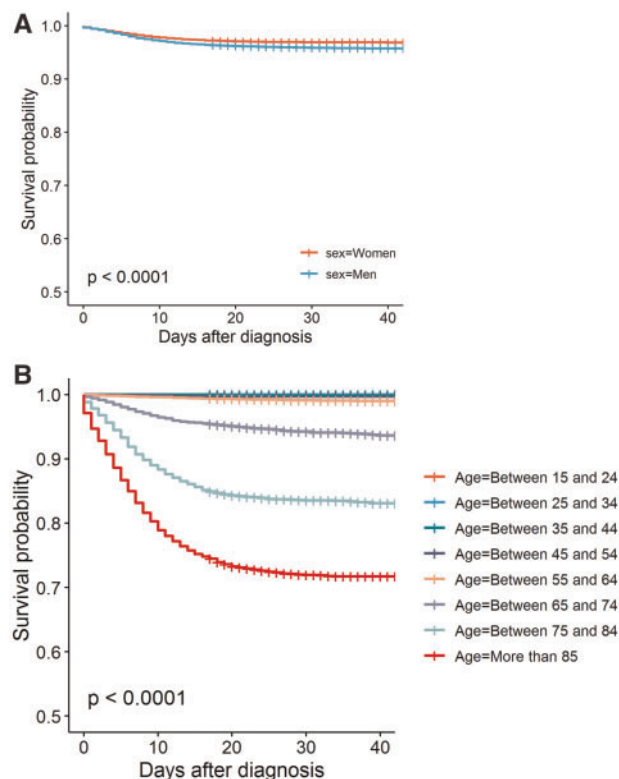 A
1.0
0.9
0.8
0.7
0.6
0.5
Survival probability
sex=Women
sex=Men
p < 0.0001
0 10 20 30 40
Days after diagnosis
B
1.0
0.9
0.8
0.7
0.6
0.5
Survival probability
Age=Between 15 and 24
Age=Between 25 and 34
Age=Between 35 and 44
Age=Between 45 and 54
Age=Between 55 and 64
Age=Between 65 and 74
Age=Between 75 and 84
Age=More than 85
p < 0.0001
0 10 20 30 40
Days after diagnosis